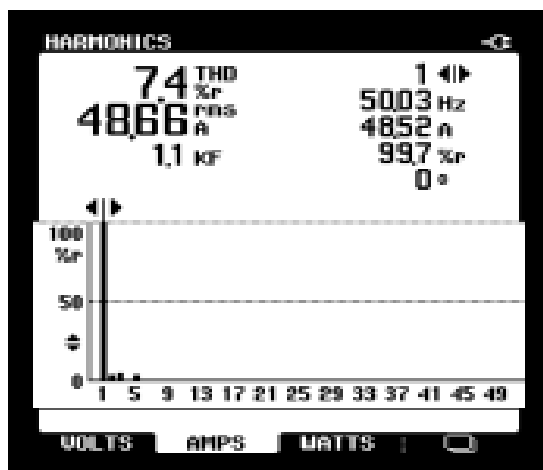 HARMONICS
7.4 THD %r
48.66 rms A
1.1 KF
1
50.03 Hz
48.52 A
99.7 %r
0 °
100
%r
50
0
1 5 9 13 17 21 25 29 33 37 41 45 49
VOLTS AMPS WATTS